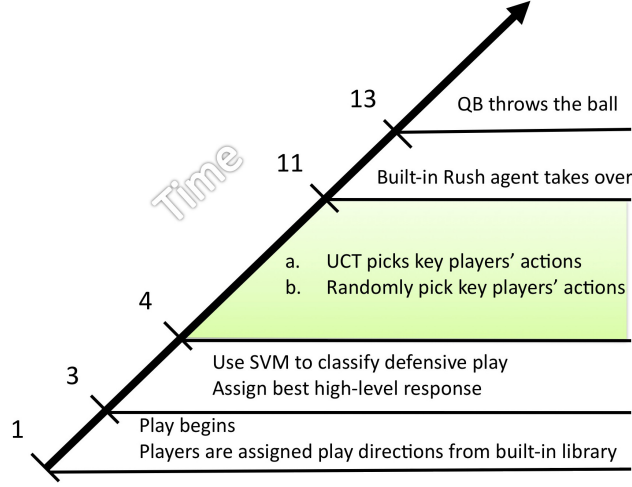 13
QB throws the ball
Time
11
Built-in Rush agent takes over
a. UCT picks key players' actions
b. Randomly pick key players' actions
4
Use SVM to classify defensive play
Assign best high-level response
3
Play begins
Players are assigned play directions from built-in library
1